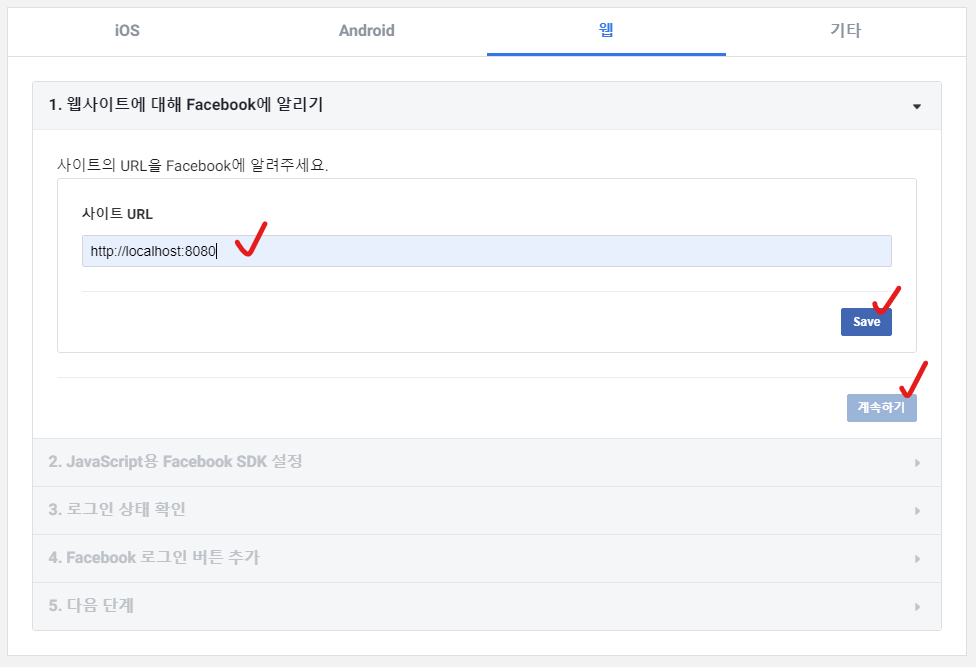 iOS
Android
웹
기타
1. 웹사이트에 대해 Facebook에 알리기
사이트의 URL을 Facebook에 알려주세요.
사이트 URL
http://localhost:8080
Save
계속하기
2. JavaScript용 Facebook SDK 설정
3. 로그인 상태 확인
4. Facebook 로그인 버튼 추가
5. 다음 단계